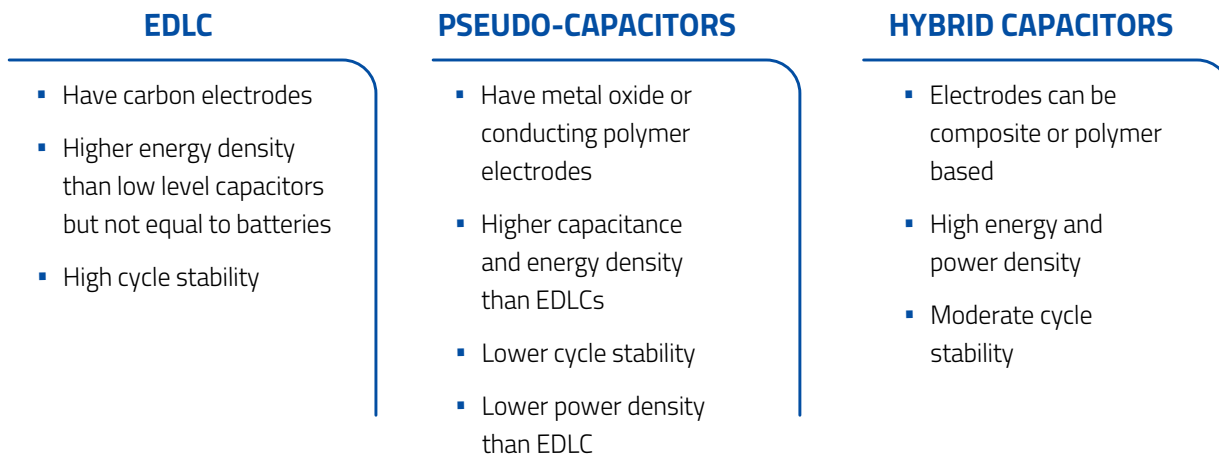 EDLC
▪ Have carbon electrodes
▪ Higher energy density
than low level capacitors
but not equal to batteries
▪ High cycle stability
PSEUDO-CAPACITORS
▪ Have metal oxide or
conducting polymer
electrodes
▪ Higher capacitance
and energy density
than EDLCs
▪ Lower cycle stability
▪ Lower power density
than EDLC
HYBRID CAPACITORS
▪ Electrodes can be
composite or polymer
based
▪ High energy and
power density
▪ Moderate cycle
stability